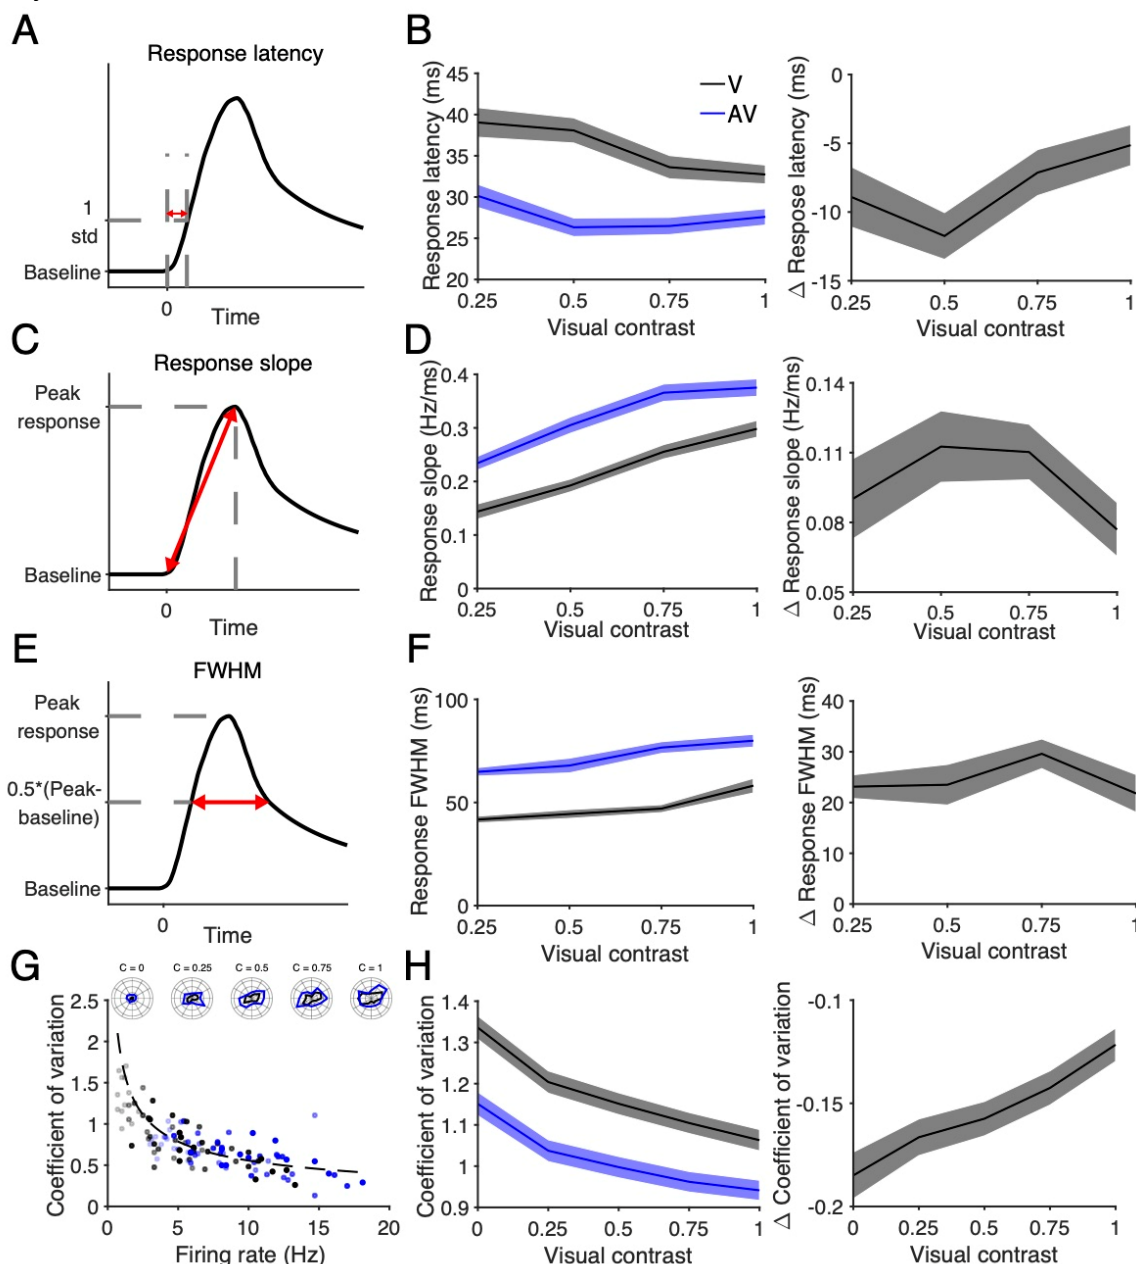 A
Response latency
1
std
Baseline
0
Time
B
Response latency (ms)
45
40
35
30
25
20
V
AV
0.25
0.5
0.75
1
Visual contrast
Δ Respose latency (ms)
0
-5
-10
-15
0.25
0.5
0.75
1
Visual contrast
C
Response slope
Peak
response
Baseline
0
Time
D
Response slope (Hz/ms)
0.4
0.3
0.2
0.1
0
0.25
0.5
0.75
1
Visual contrast
Δ Response slope (Hz/ms)
0.14
0.11
0.08
0.05
0.25
0.5
0.75
1
Visual contrast
E
FWHM
Peak
response
0.5*(Peak-
baseline)
Baseline
0
Time
F
Response FWHM (ms)
100
50
0
0.25
0.5
0.75
1
Visual contrast
Δ Response FWHM (ms)
40
30
20
10
0
0.25
0.5
0.75
1
Visual contrast
G
C = 0
C = 0.25
C = 0.5
C = 0.75
C = 1
Coefficient of variation
2.5
2
1.5
1
0.5
0
0
5
10
15
20
Firing rate (Hz)
H
Coefficient of variation
1.4
1.3
1.2
1.1
1
0.9
0
0.25
0.5
0.75
1
Visual contrast
Δ Coefficient of variation
-0.1
-0.15
-0.2
0
0.25
0.5
0.75
1
Visual contrast